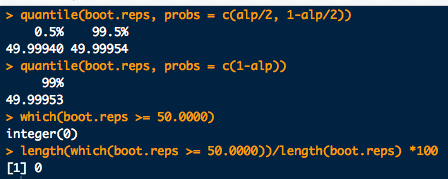 > quantile(boot.reps, probs = c(alp/2, 1-alp/2))
0.5% 99.5%
49.99940 49.99954
> quantile(boot.reps, probs = c(1-alp))
99%
49.99953
> which(boot.reps >= 50.0000)
integer(0)
> length(which(boot.reps >= 50.0000))/length(boot.reps) *100
[1] 0